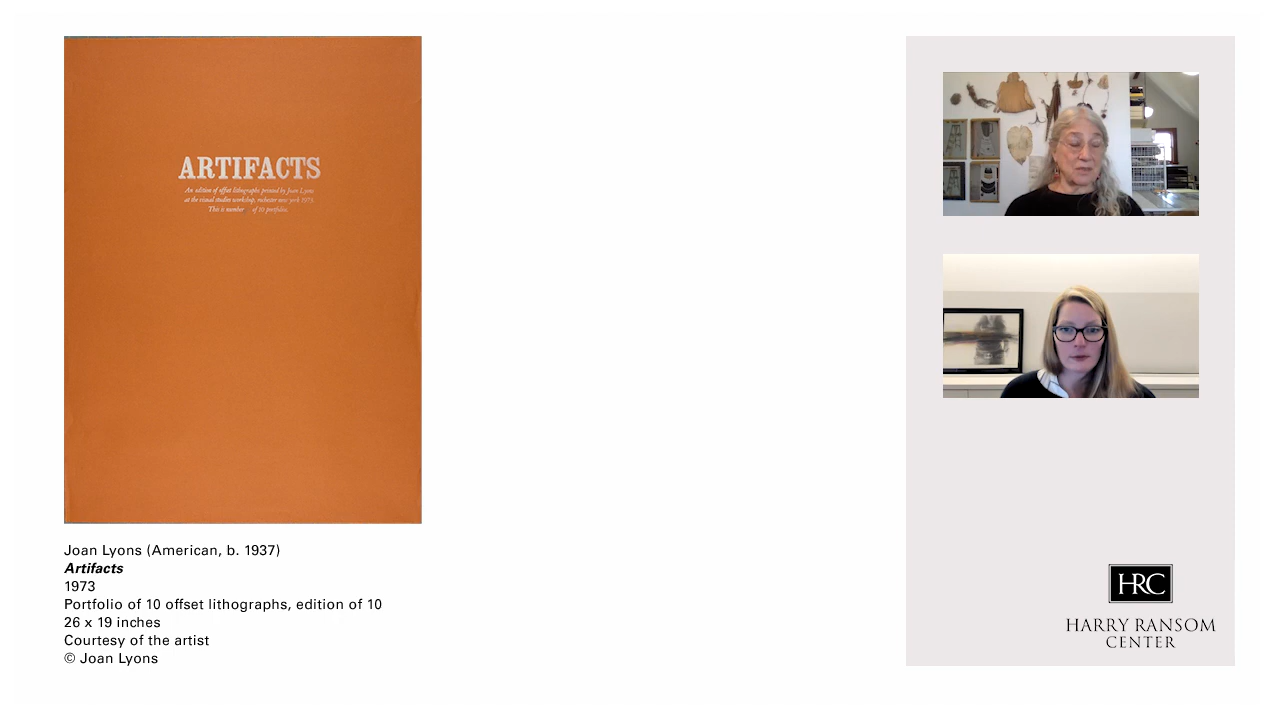 ARTIFACTS
An edition of offset lithographs printed by Joan Lyons
at the visual studies workshop, rochester new york 1973.
This is number of 10 portfolios.
Joan Lyons (American, b. 1937)
Artifacts
1973
Portfolio of 10 offset lithographs, edition of 10
26 x 19 inches
Courtesy of the artist
© Joan Lyons
HRC
HARRY RANSOM
CENTER